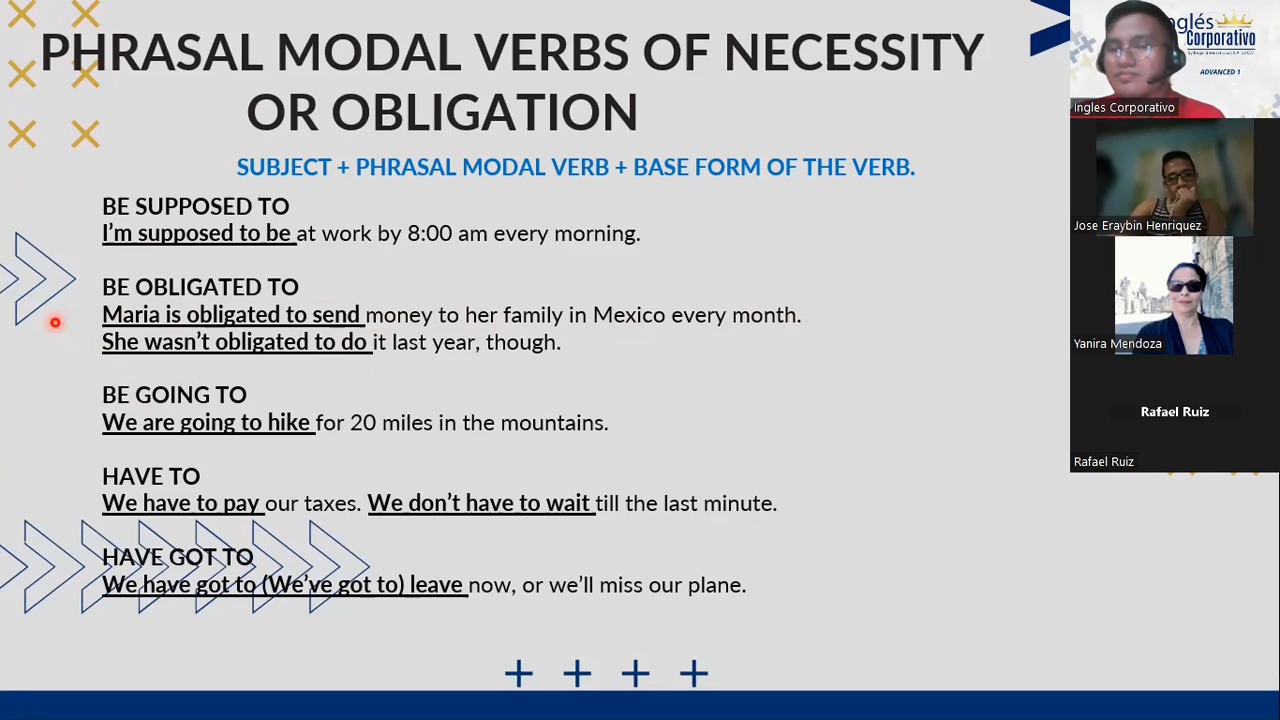 PHRASAL MODAL VERBS OF NECESSITY
OR OBLIGATION
SUBJECT + PHRASAL MODAL VERB + BASE FORM OF THE VERB.
BE SUPPOSED TO
I'm supposed to be at work by 8:00 am every morning.
BE OBLIGATED TO
Maria is obligated to send money to her family in Mexico every month.
She wasn't obligated to do it last year, though.
BE GOING TO
We are going to hike for 20 miles in the mountains.
HAVE TO
We have to pay our taxes. We don't have to wait till the last minute.
HAVE GOT TO
We have got to (We've got to) leave now, or we'll miss our plane.
Corporativo
ADVANCED 1
Ingles Corporativo
Jose Eraybin Henriquez
Yanira Mendoza
Rafael Ruiz
Rafael Ruiz